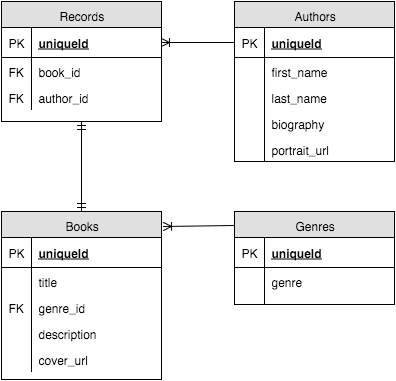 Records
PK uniqueId
FK book_id
FK author_id
Authors
PK uniqueId
first_name
last_name
biography
portrait_url
Books
PK uniqueId
title
FK genre_id
description
cover_url
Genres
PK uniqueId
genre